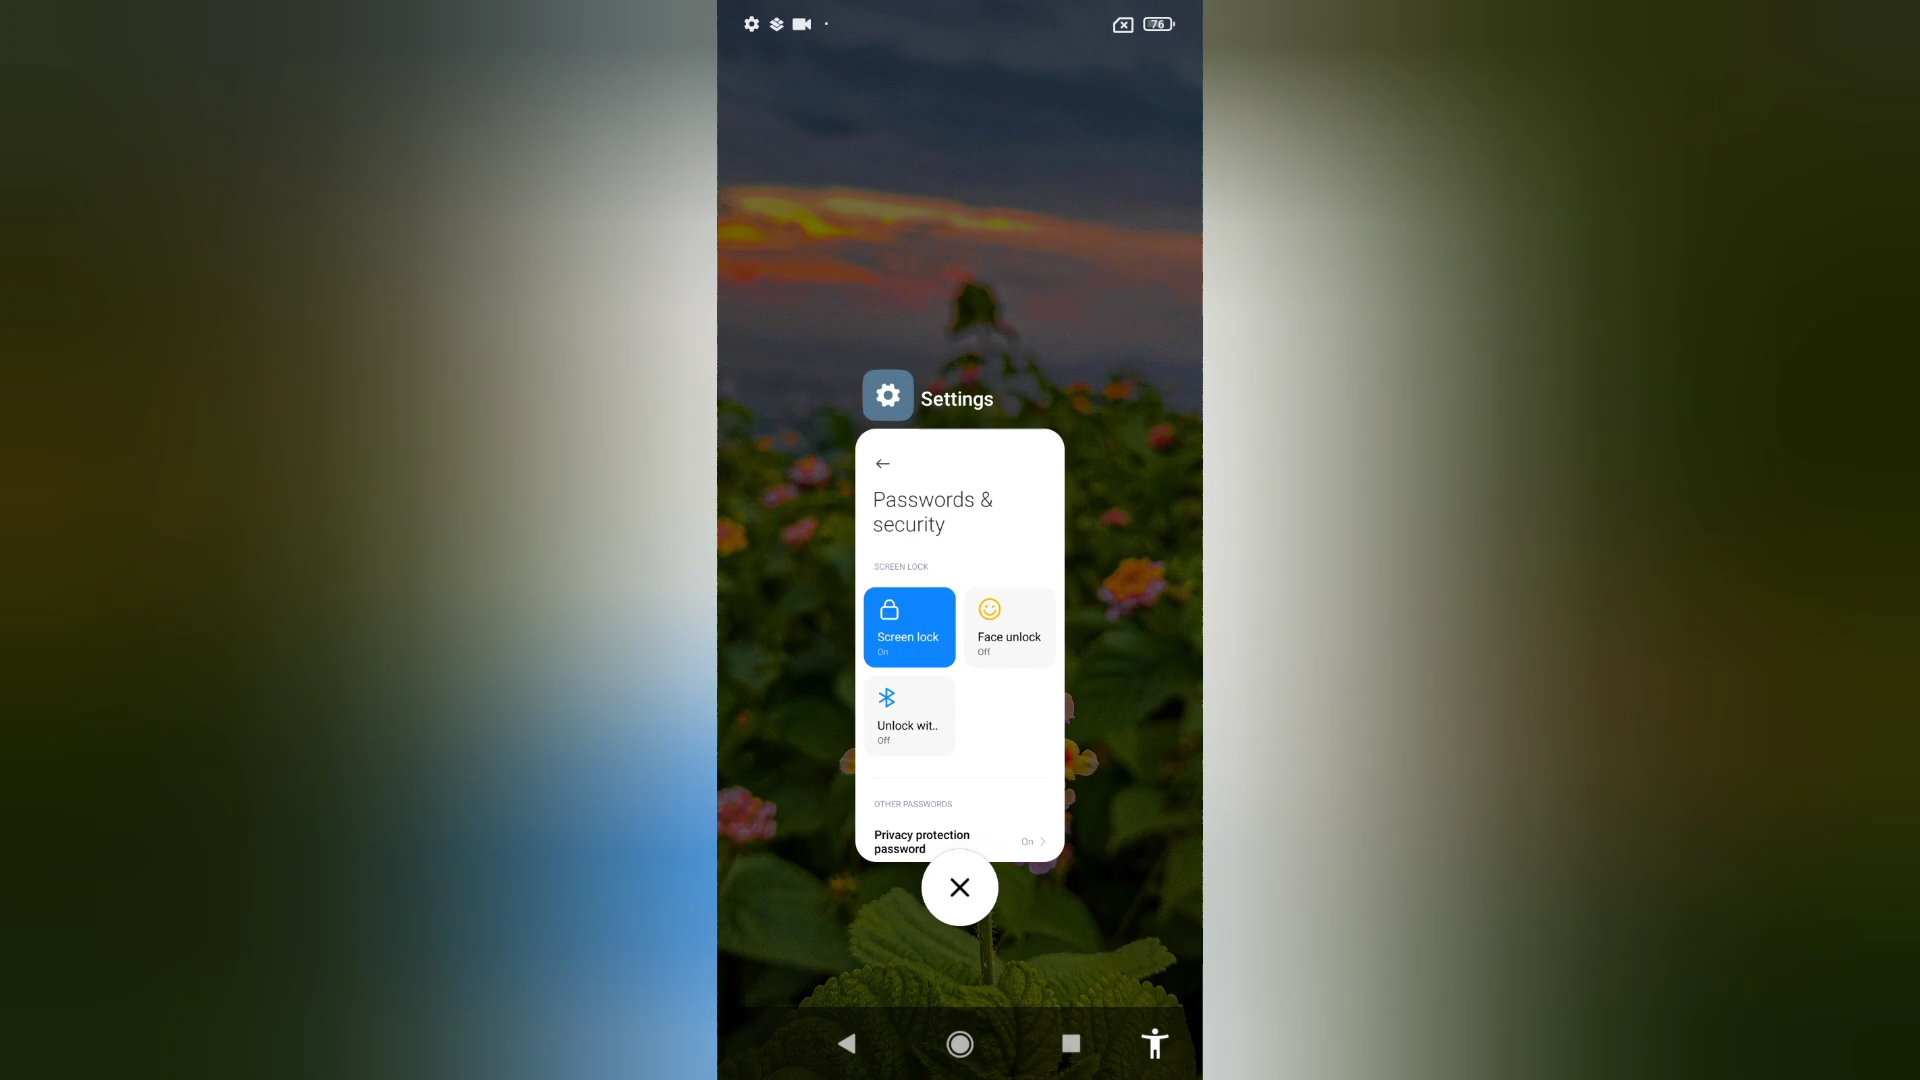 76
Settings
Passwords &
security
SCREEN LOCK
Screen lock
On
Face unlock
Off
Unlock wit..
Off
OTHER PASSWORDS
Privacy protection
password
On